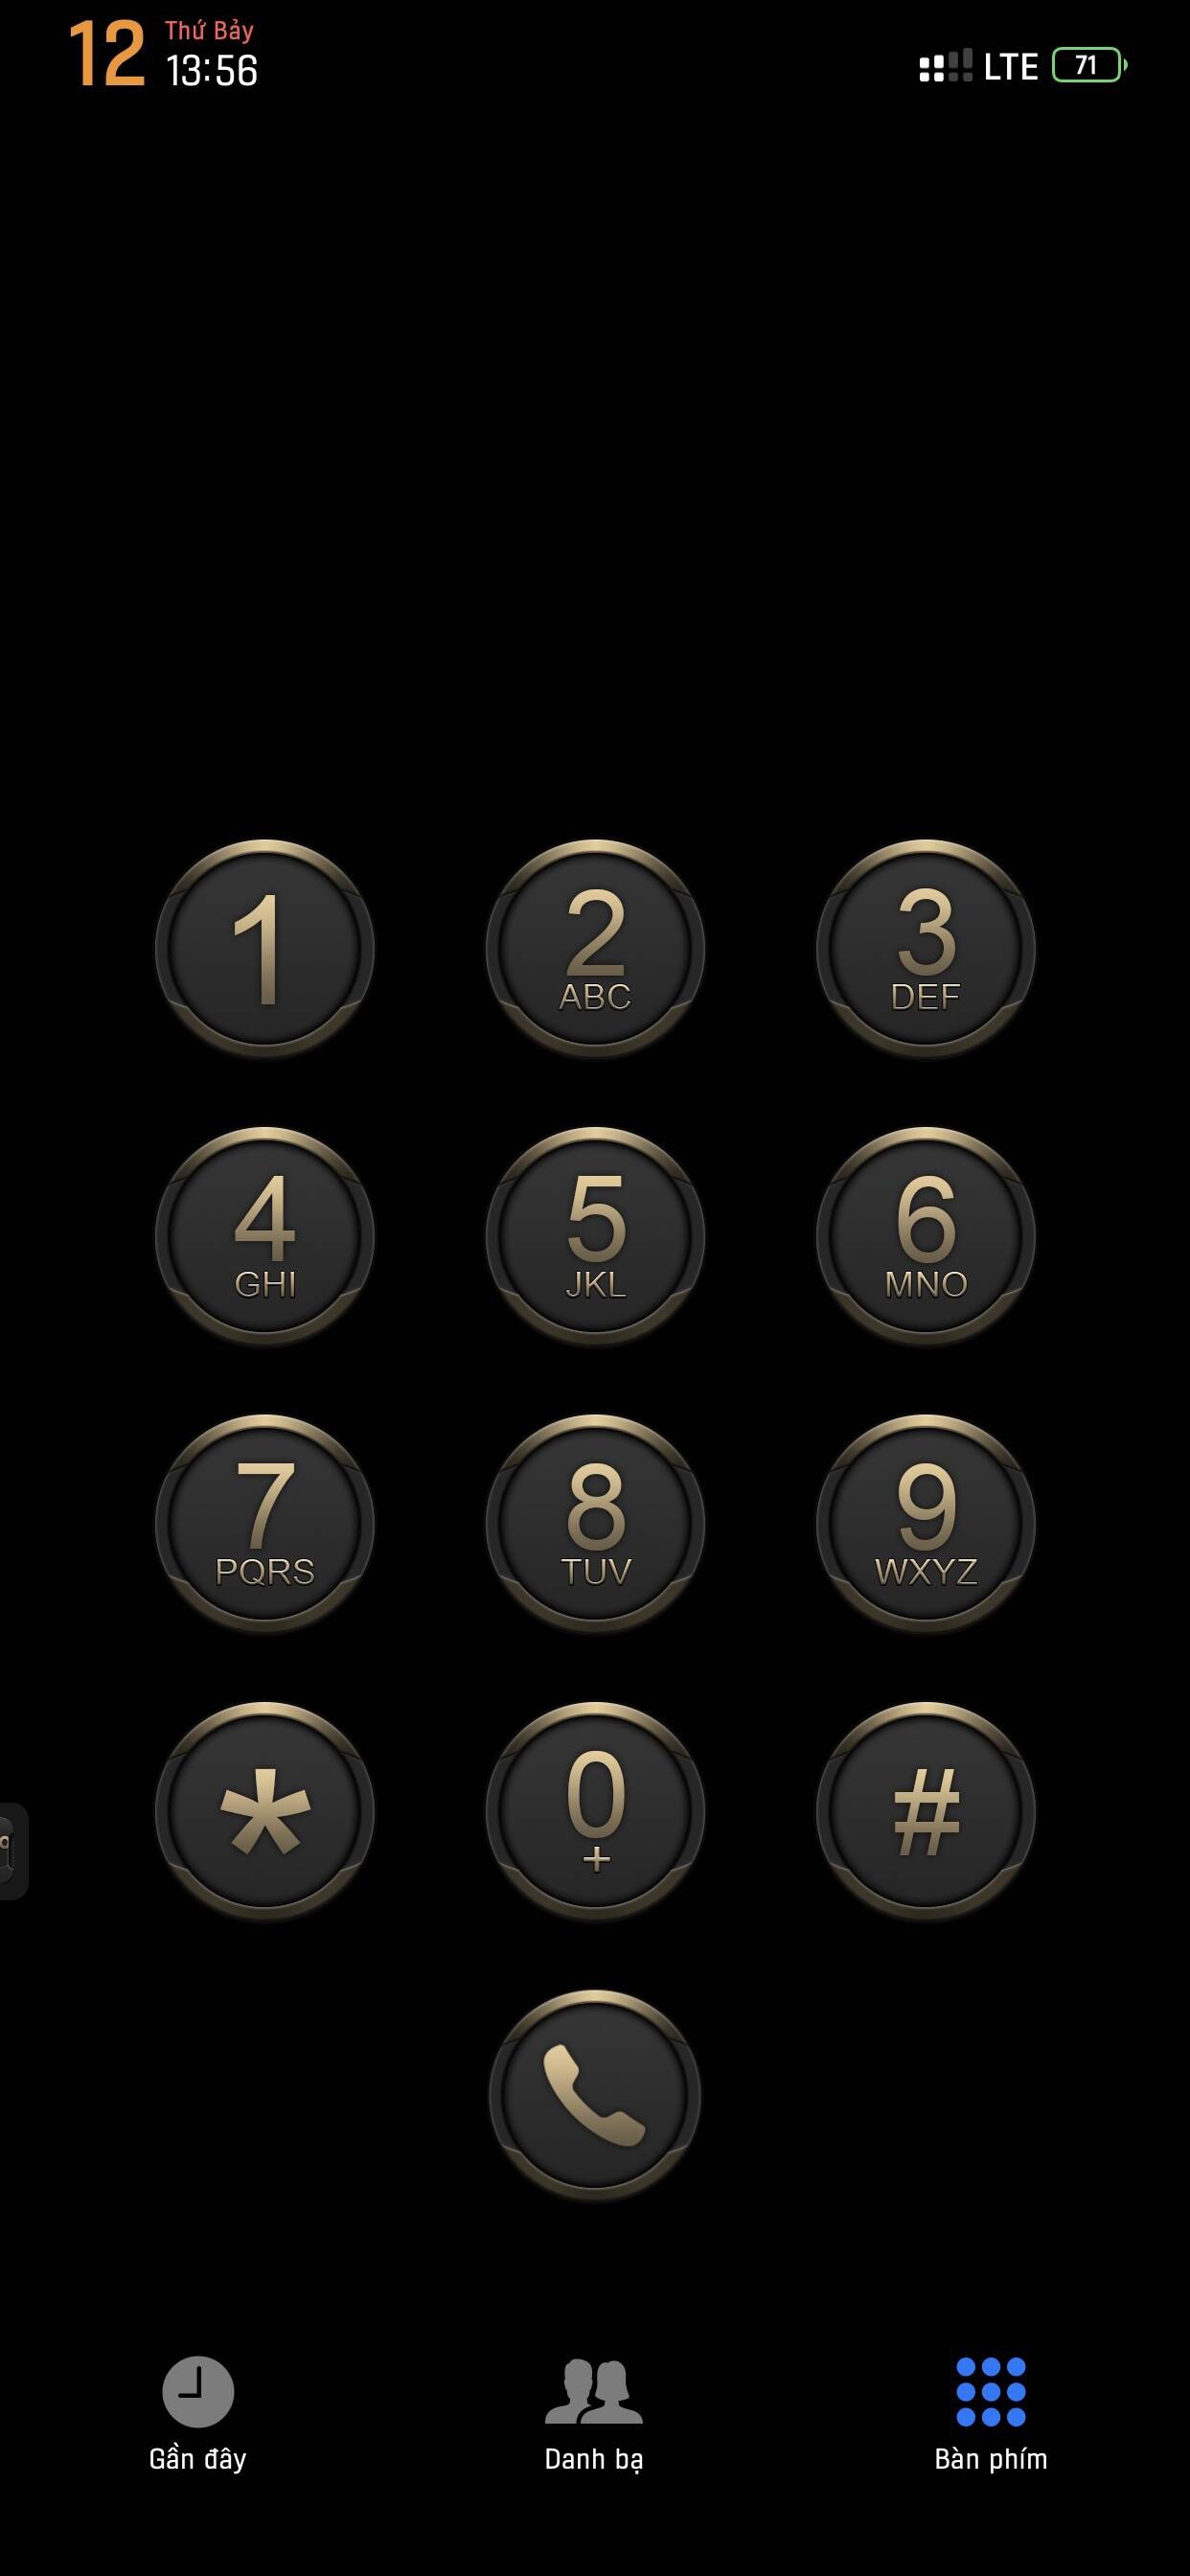 12 Thứ Bảy
13:56
LTE 71
1 2 3
ABC DEF
4 5 6
GHI JKL MNO
7 8 9
PQRS TUV WXYZ
* 0 #
+
Gần đây Danh bạ Bàn phím